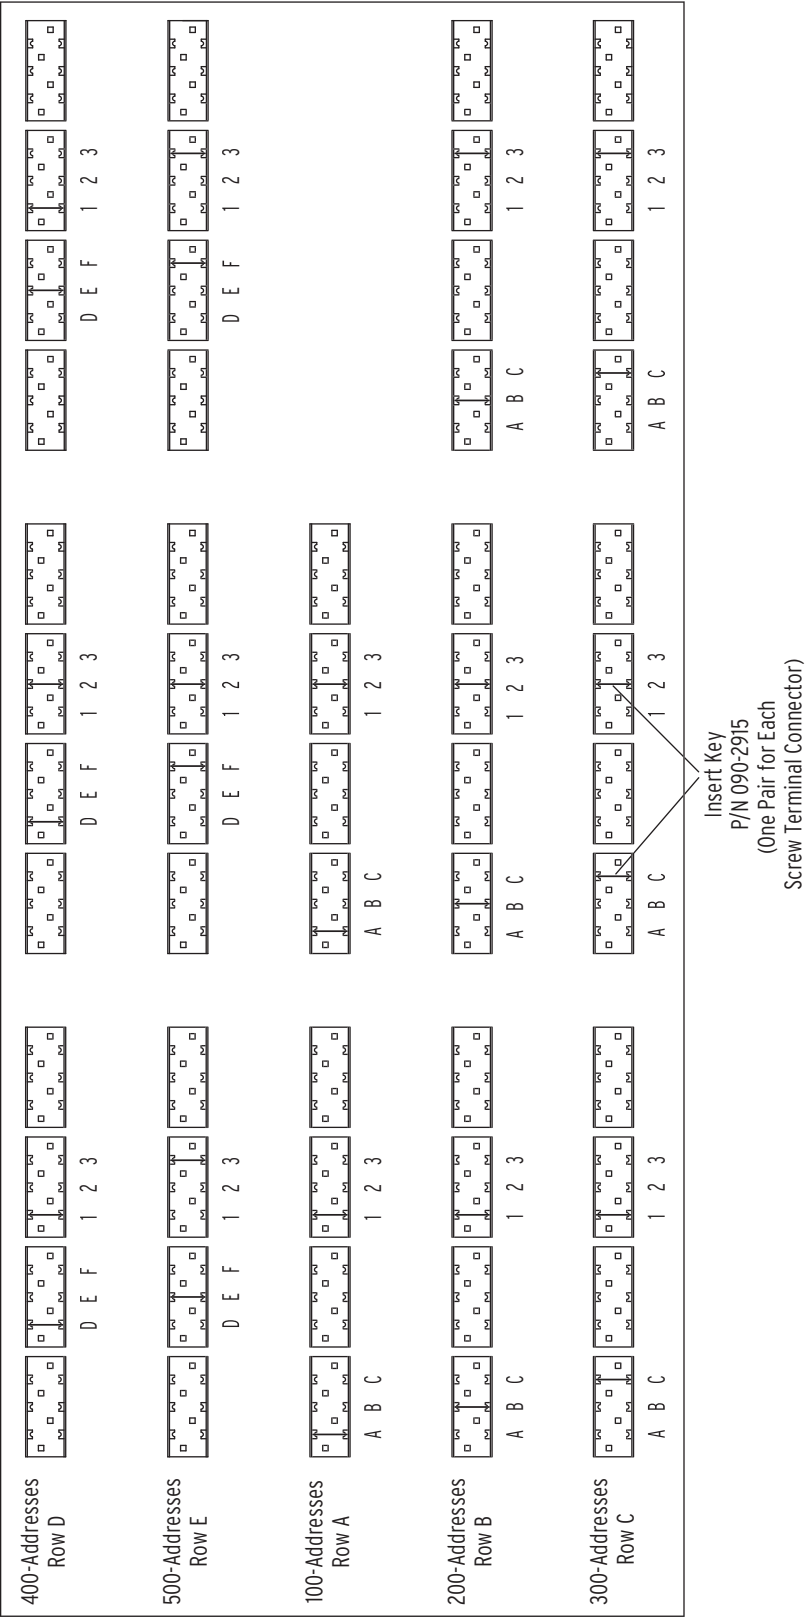 400-Addresses
Row D
D E F 1 2 3 D E F 1 2 3 D E F 1 2 3
500-Addresses
Row E
D E F 1 2 3 D E F 1 2 3 D E F 1 2 3
100-Addresses
Row A
A B C 1 2 3 A B C 1 2 3
200-Addresses
Row B
A B C 1 2 3 A B C 1 2 3 A B C 1 2 3
300-Addresses
Row C
A B C 1 2 3 A B C 1 2 3 A B C 1 2 3
Insert Key
P/N 090-2915
(One Pair for Each
Screw Terminal Connector)